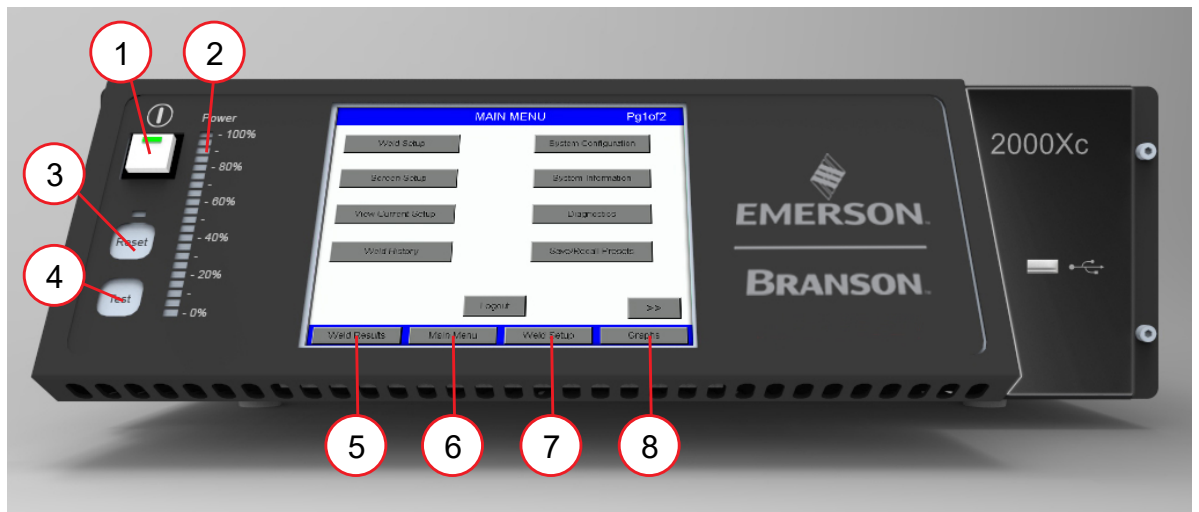 1
2
3
4
Power
- 100%
- 80%
- 60%
- 40%
- 20%
- 0%
Reset
Test
MAIN MENU
Pg1of2
Weld Setup
System Configuration
Screen Setup
System Information
View Current Setup
Diagnostics
Weld History
Save/Recall Presets
Logout
>>
Weld Results
Main Menu
Weld Setup
Graphs
EMERSON.
BRANSON.
2000Xc
5
6
7
8